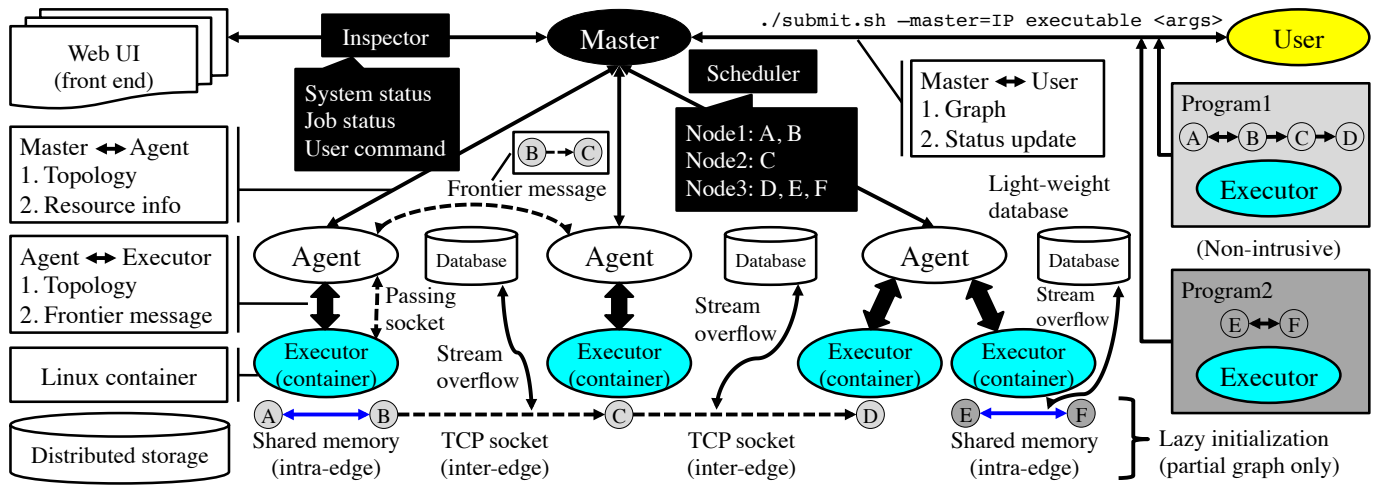 ./submit.sh –master=IP executable <args>
Web UI
(front end)
Inspector
Master
User
System status
Job status
User command
Scheduler
Node1: A, B
Node2: C
Node3: D, E, F
Master ↔ User
1. Graph
2. Status update
Program1
A B C D
Executor
(Non-intrusive)
Master ↔ Agent
1. Topology
2. Resource info
B C
Frontier message
Light-weight
database
Agent
Database
Agent
Database
Agent
Database
Agent ↔ Executor
1. Topology
2. Frontier message
Passing
socket
Stream
overflow
Stream
overflow
Stream
overflow
Program2
E F
Executor
Linux container
Executor
(container)
Executor
(container)
Executor
(container)
Executor
(container)
A B C D E F
Distributed storage
Shared memory
(intra-edge)
TCP socket
(inter-edge)
TCP socket
(inter-edge)
Shared memory
(intra-edge)
Lazy initialization
(partial graph only)